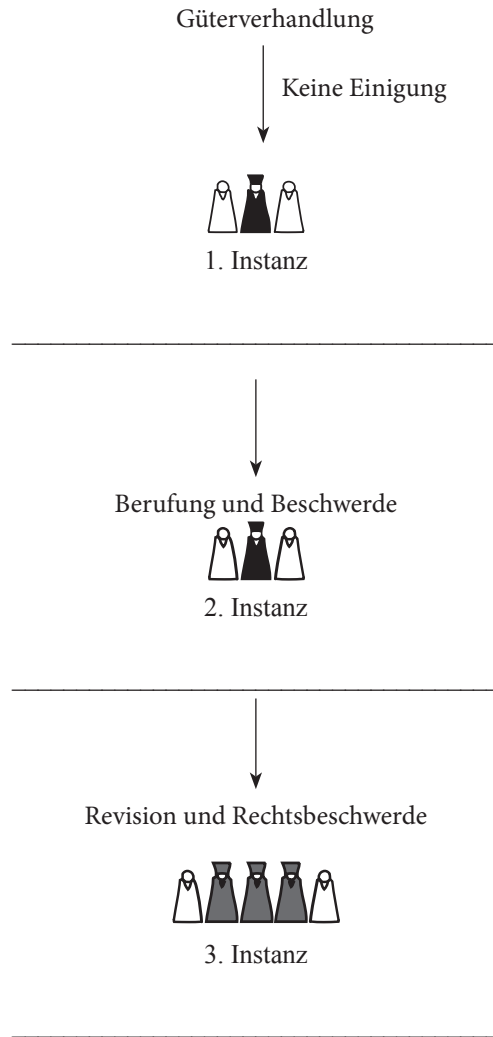 Güterverhandlung
Keine Einigung
1. Instanz
Berufung und Beschwerde
2. Instanz
Revision und Rechtsbeschwerde
3. Instanz